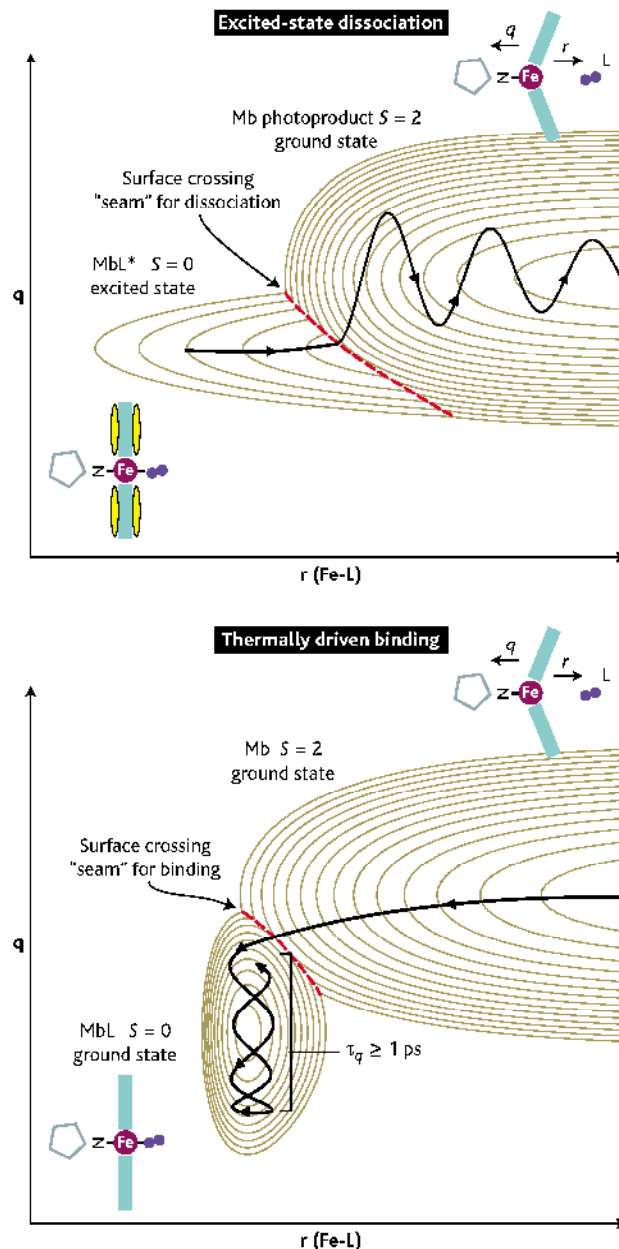 Excited-state dissociation
q
r
L
N
Fe
Mb photoproduct S = 2
ground state
Surface crossing
"seam" for dissociation
MbL* S = 0
excited state
q
N
Fe
r (Fe-L)
Thermally driven binding
q
r
L
N
Fe
Mb S = 2
ground state
Surface crossing
"seam" for binding
q
MbL S = 0
ground state
τq ≥ 1 ps
N
Fe
r (Fe-L)